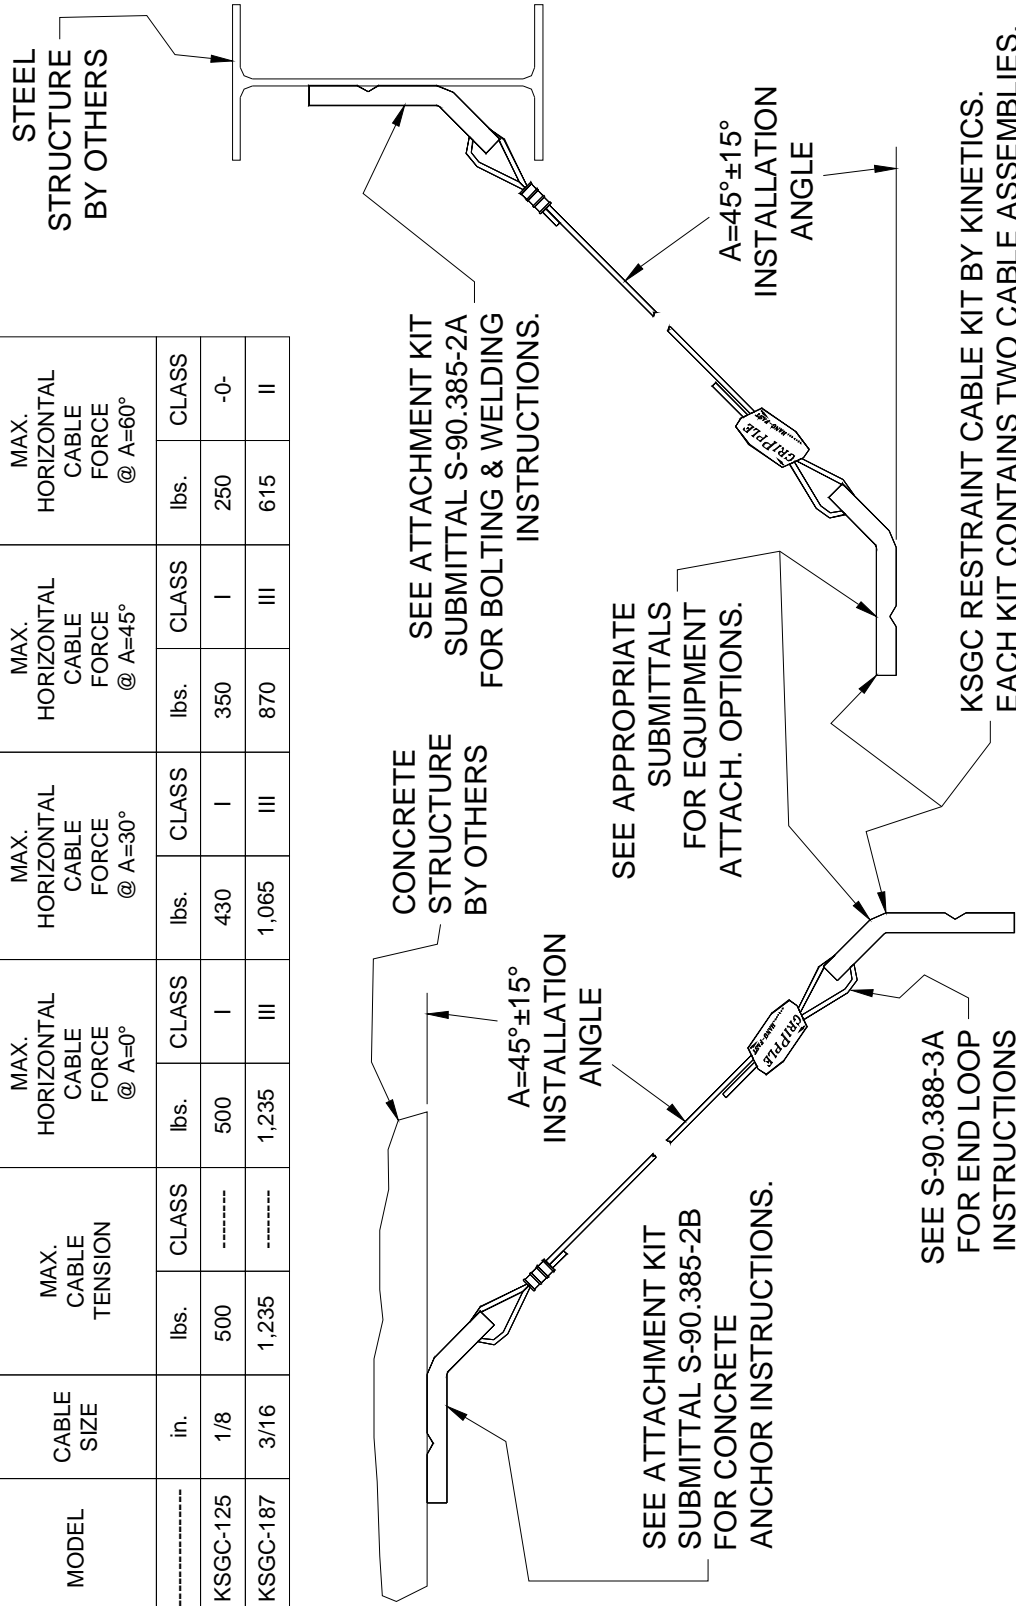 MODEL
CABLE
SIZE
MAX.
CABLE
TENSION
MAX.
HORIZONTAL
CABLE
FORCE
@ A=0°
MAX.
HORIZONTAL
CABLE
FORCE
@ A=30°
MAX.
HORIZONTAL
CABLE
FORCE
@ A=45°
MAX.
HORIZONTAL
CABLE
FORCE
@ A=60°
------------- in. lbs. CLASS lbs. CLASS lbs. CLASS lbs. CLASS lbs. CLASS
KSGC-125 1/8 500 -------- 500 I 430 I 350 I 250 -0-
KSGC-187 3/16 1,235 -------- 1,235 III 1,065 III 870 III 615 II
STEEL
STRUCTURE
BY OTHERS
CONCRETE
STRUCTURE
BY OTHERS
SEE ATTACHMENT KIT
SUBMITTAL S-90.385-2A
FOR BOLTING & WELDING
INSTRUCTIONS.
A=45°±15°
INSTALLATION
ANGLE
A=45°±15°
INSTALLATION
ANGLE
SEE APPROPRIATE
SUBMITTALS
FOR EQUIPMENT
ATTACH. OPTIONS.
GRIPPLE
GRIPPLE
SEE ATTACHMENT KIT
SUBMITTAL S-90.385-2B
FOR CONCRETE
ANCHOR INSTRUCTIONS.
SEE S-90.388-3A
FOR END LOOP
INSTRUCTIONS
KSGC RESTRAINT CABLE KIT BY KINETICS.
EACH KIT CONTAINS TWO CABLE ASSEMBLIES.